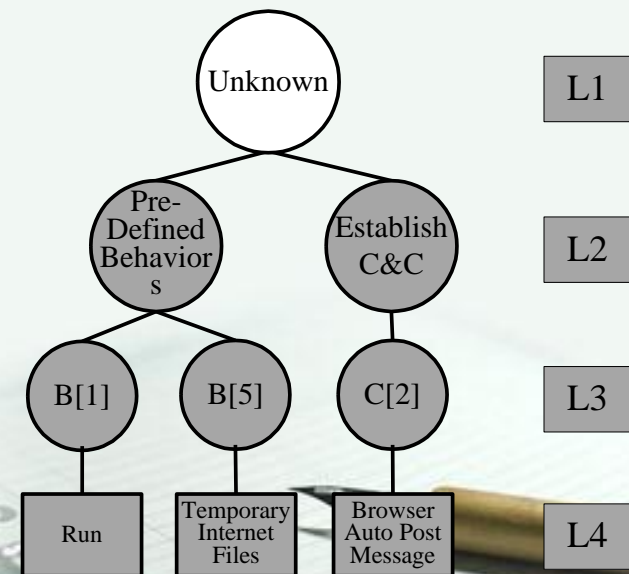 Unknown
L1
Pre-
Defined
Behavior
s
Establish
C&C
L2
B[1]
B[5]
C[2]
L3
Run
Temporary
Internet
Files
Browser
Auto Post
Message
L4